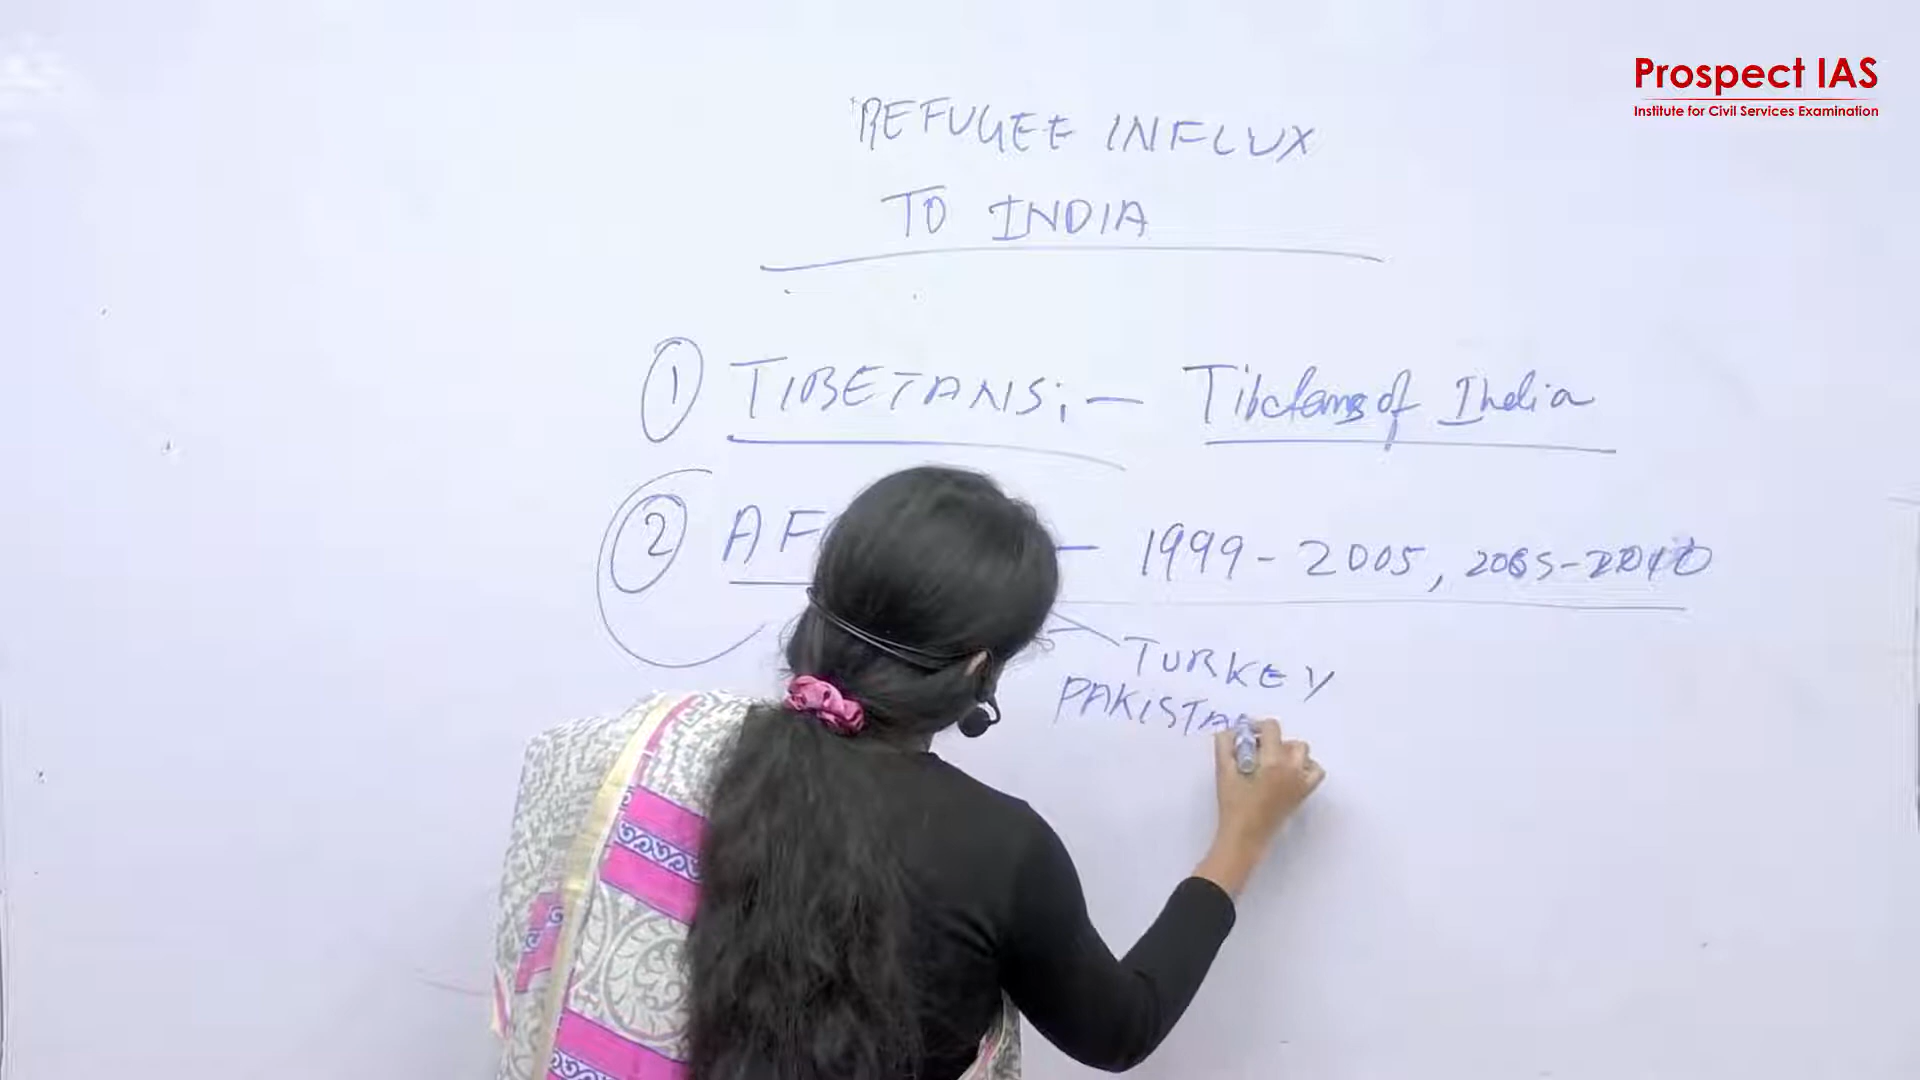 Prospect IAS
Institute for Civil Services Examination
REFUGEE INFLUX
TO INDIA
1 TIBETANS:- Tibetans of India
2 AF - 1999-2005, 2005-2010
TURKEY
PAKISTA